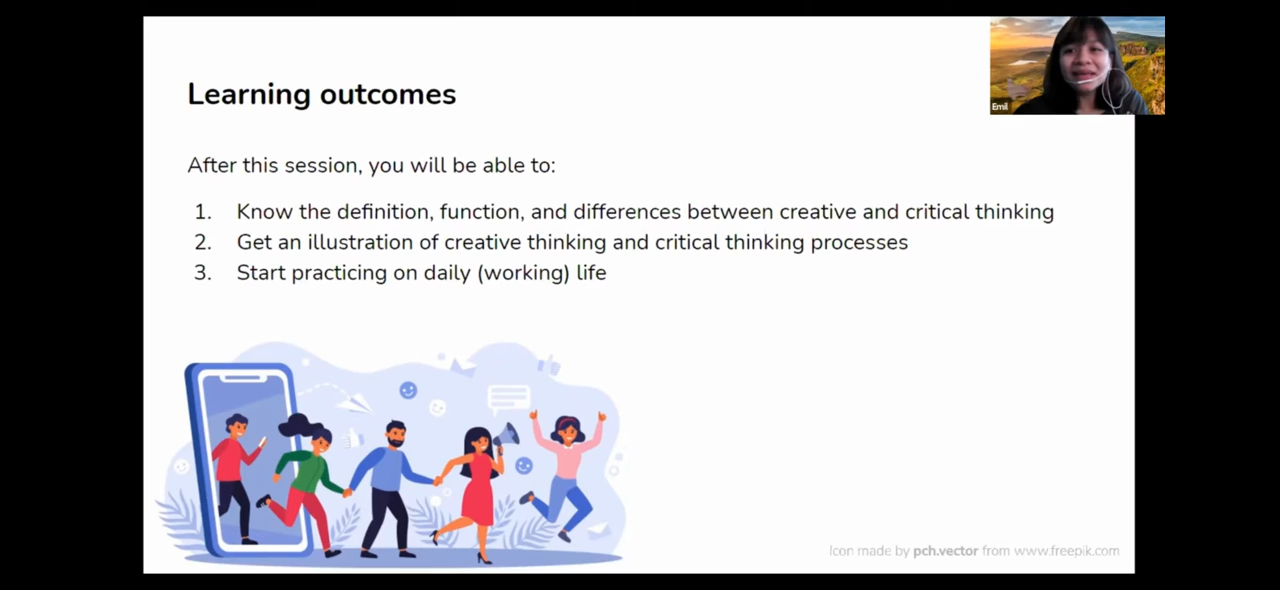 Learning outcomes
Emil
After this session, you will be able to:
1. Know the definition, function, and differences between creative and critical thinking
2. Get an illustration of creative thinking and critical thinking processes
3. Start practicing on daily (working) life
Icon made by pch.vector from www.freepik.com